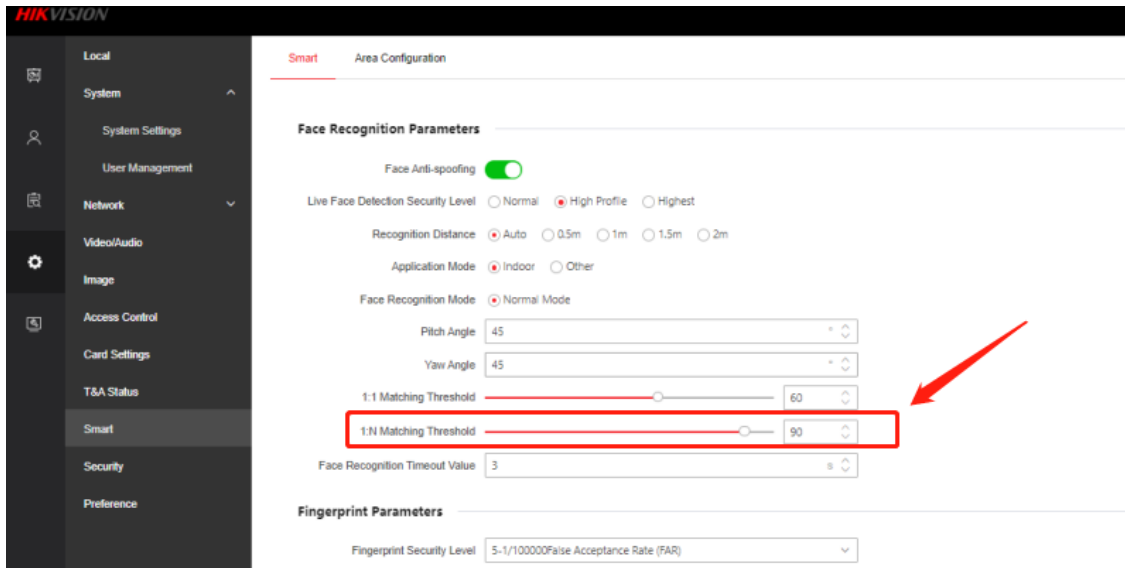 HIKVISION
Local
System
System Settings
User Management
Network
Video/Audio
Image
Access Control
Card Settings
T&A Status
Smart
Security
Preference
Smart Area Configuration
Face Recognition Parameters
Face Anti-spoofing
Live Face Detection Security Level Normal High Profile Highest
Recognition Distance Auto 0.5m 1m 1.5m 2m
Application Mode Indoor Other
Face Recognition Mode Normal Mode
Pitch Angle 45 °
Yaw Angle 45 °
1:1 Matching Threshold 60
1:N Matching Threshold 90
Face Recognition Timeout Value 3 s
Fingerprint Parameters
Fingerprint Security Level 5-1/100000False Acceptance Rate (FAR)